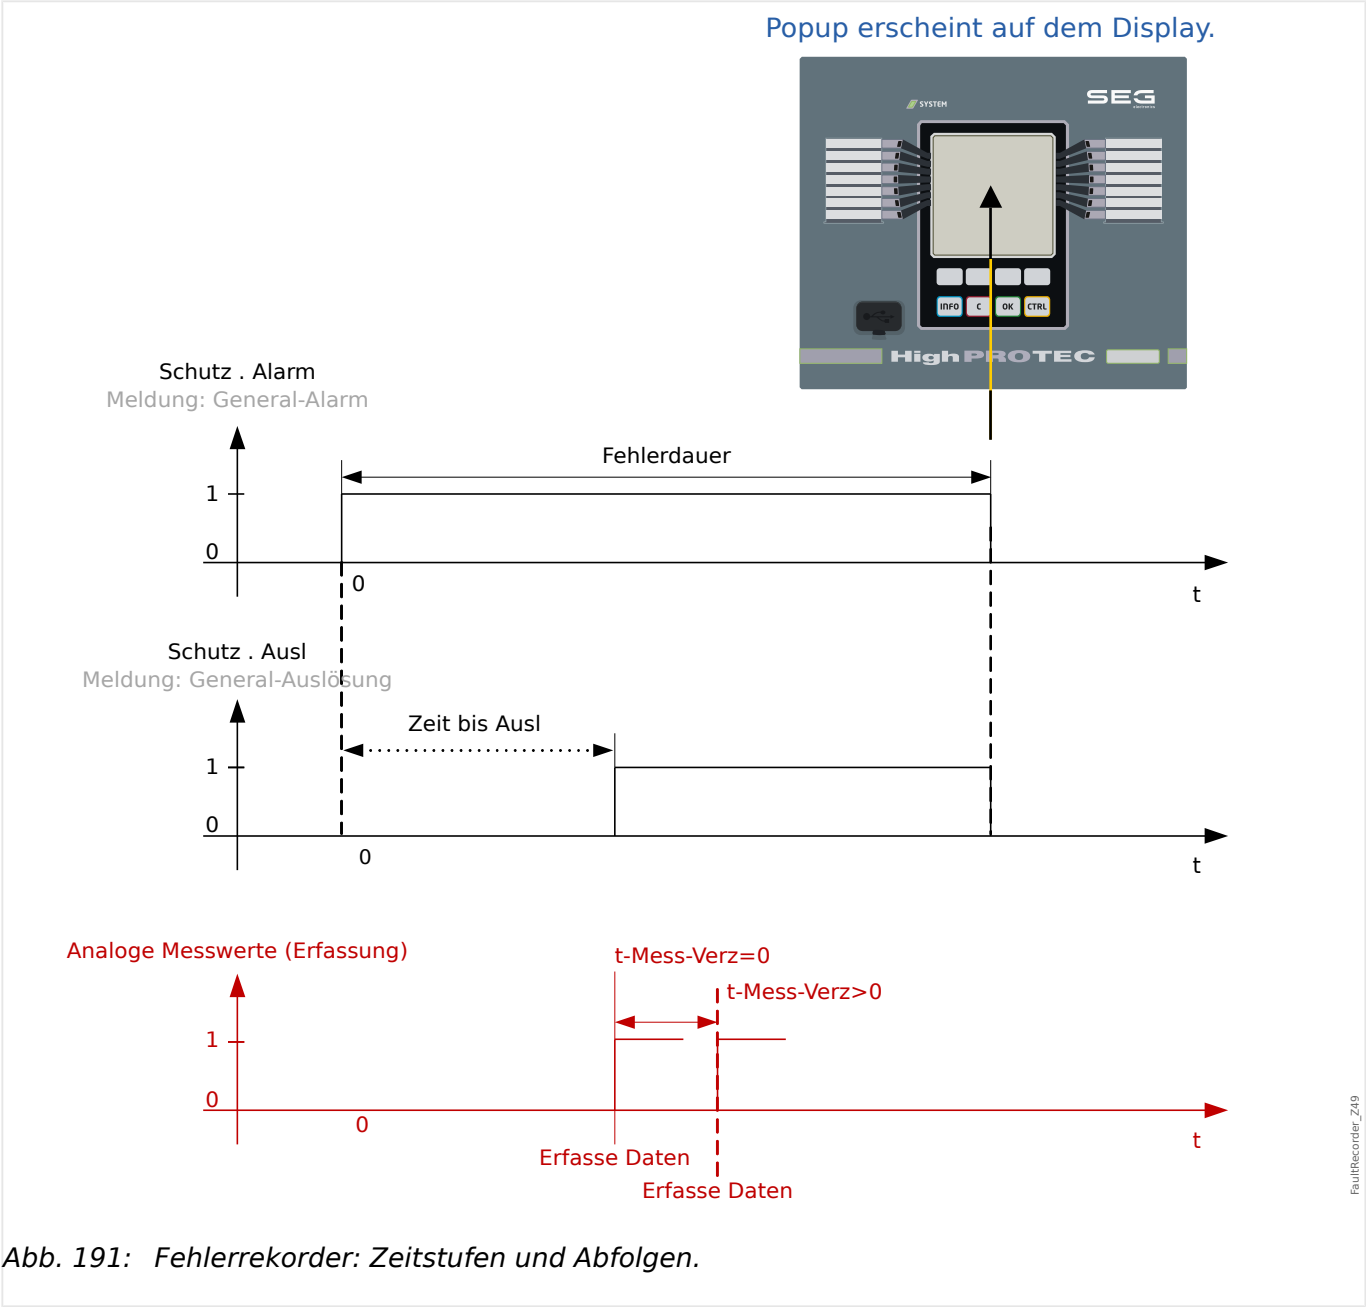 Popup erscheint auf dem Display.
SYSTEM
SEG
electronics
INFO
C
OK
CTRL
HighPROTEC
Schutz . Alarm
Meldung: General-Alarm
Fehlerdauer
1
0
0
t
Schutz . Ausl
Meldung: General-Auslösung
Zeit bis Ausl
1
0
0
t
Analoge Messwerte (Erfassung)
t-Mess-Verz=0
t-Mess-Verz>0
1
0
0
t
Erfasse Daten
Erfasse Daten
FaultRecorder_Z49
Abb. 191: Fehlerrekorder: Zeitstufen und Abfolgen.